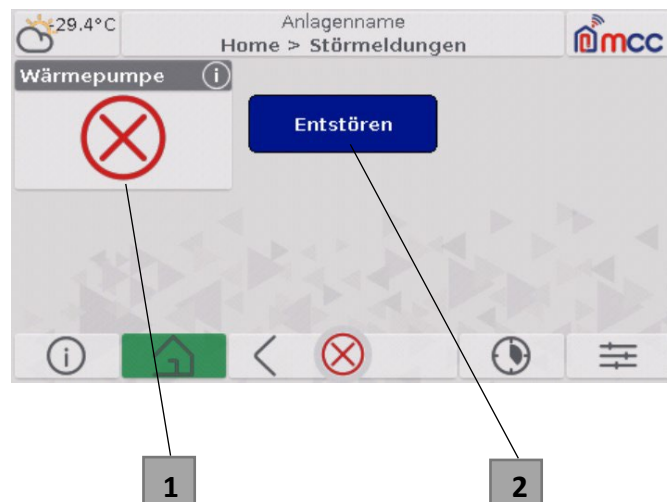 -29.4°C
Anlagenname
Home > Störmeldungen
mcc
Wärmepumpe i
Entstören
i
1
2